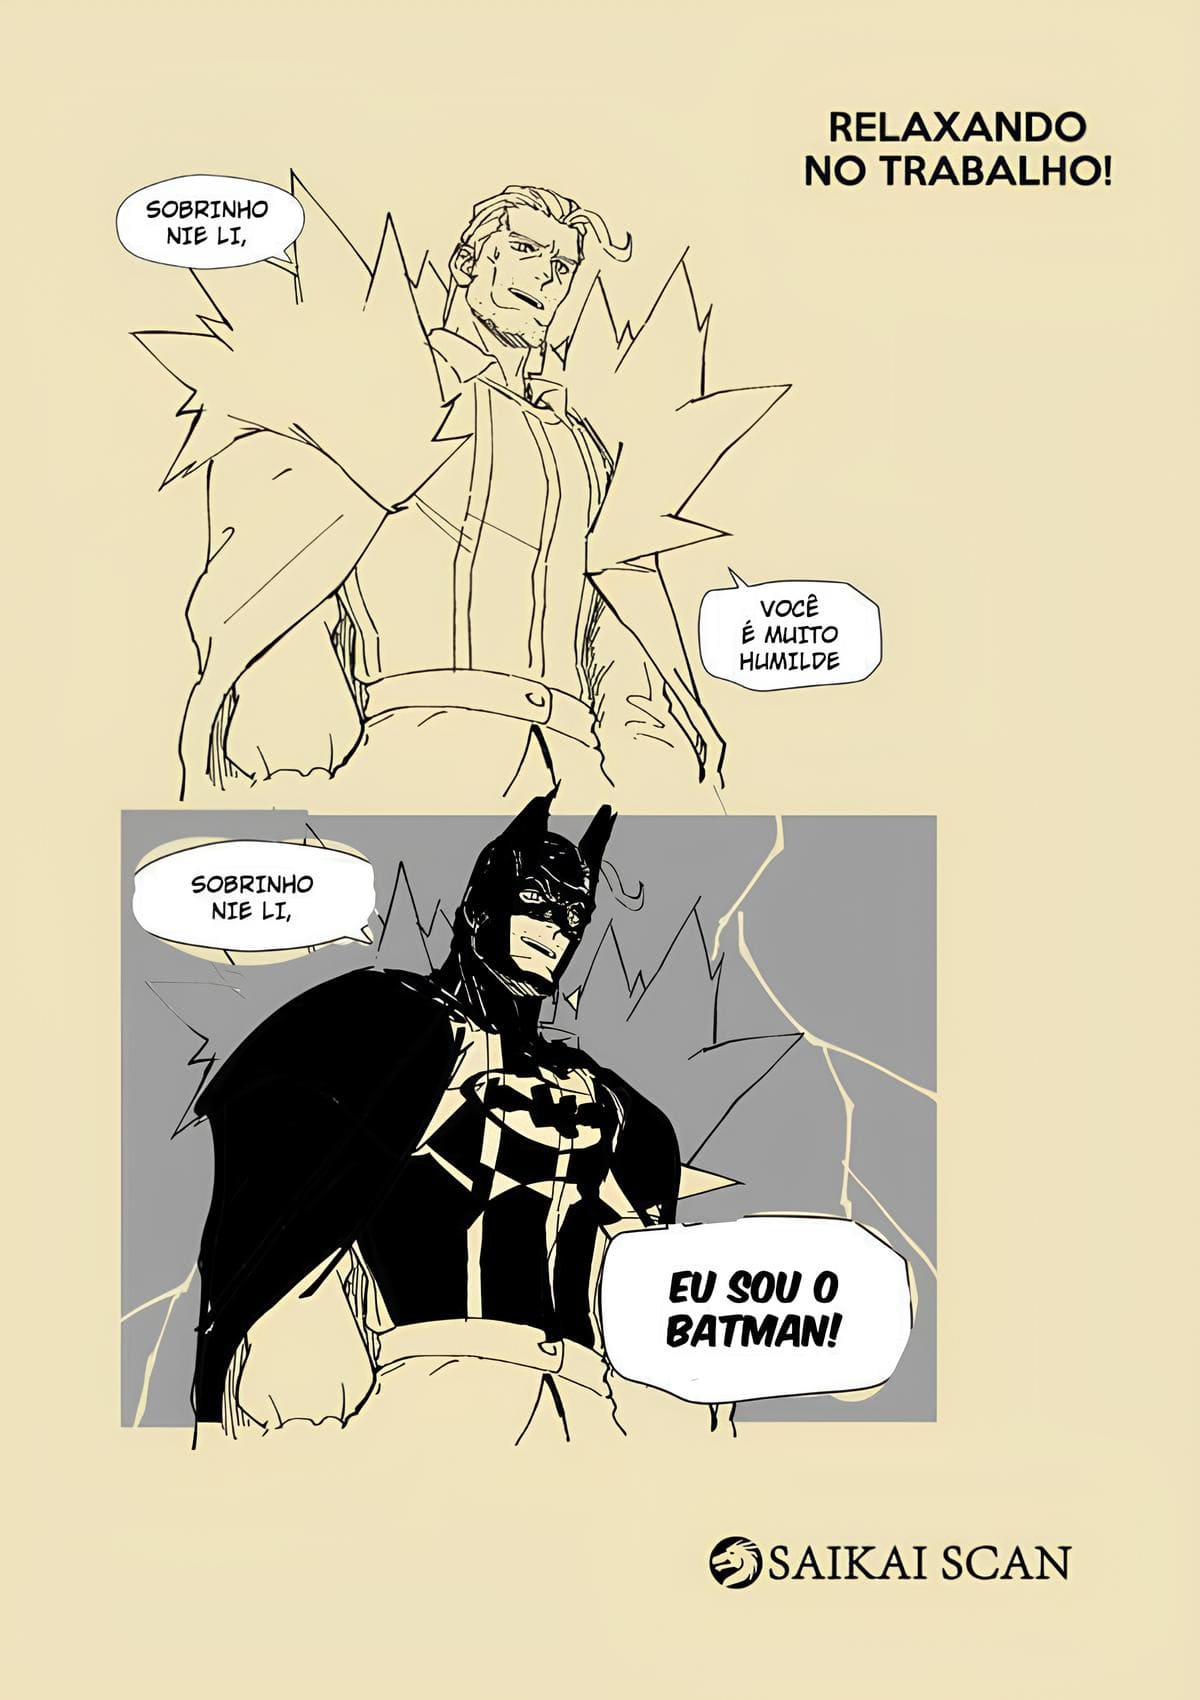 RELAXANDO
NO TRABALHO!
SOBRINHO
NIE LI,
VOCÊ
É MUITO
HUMILDE
SOBRINHO
NIE LI,
EU SOU O
BATMAN!
SAIKAI SCAN